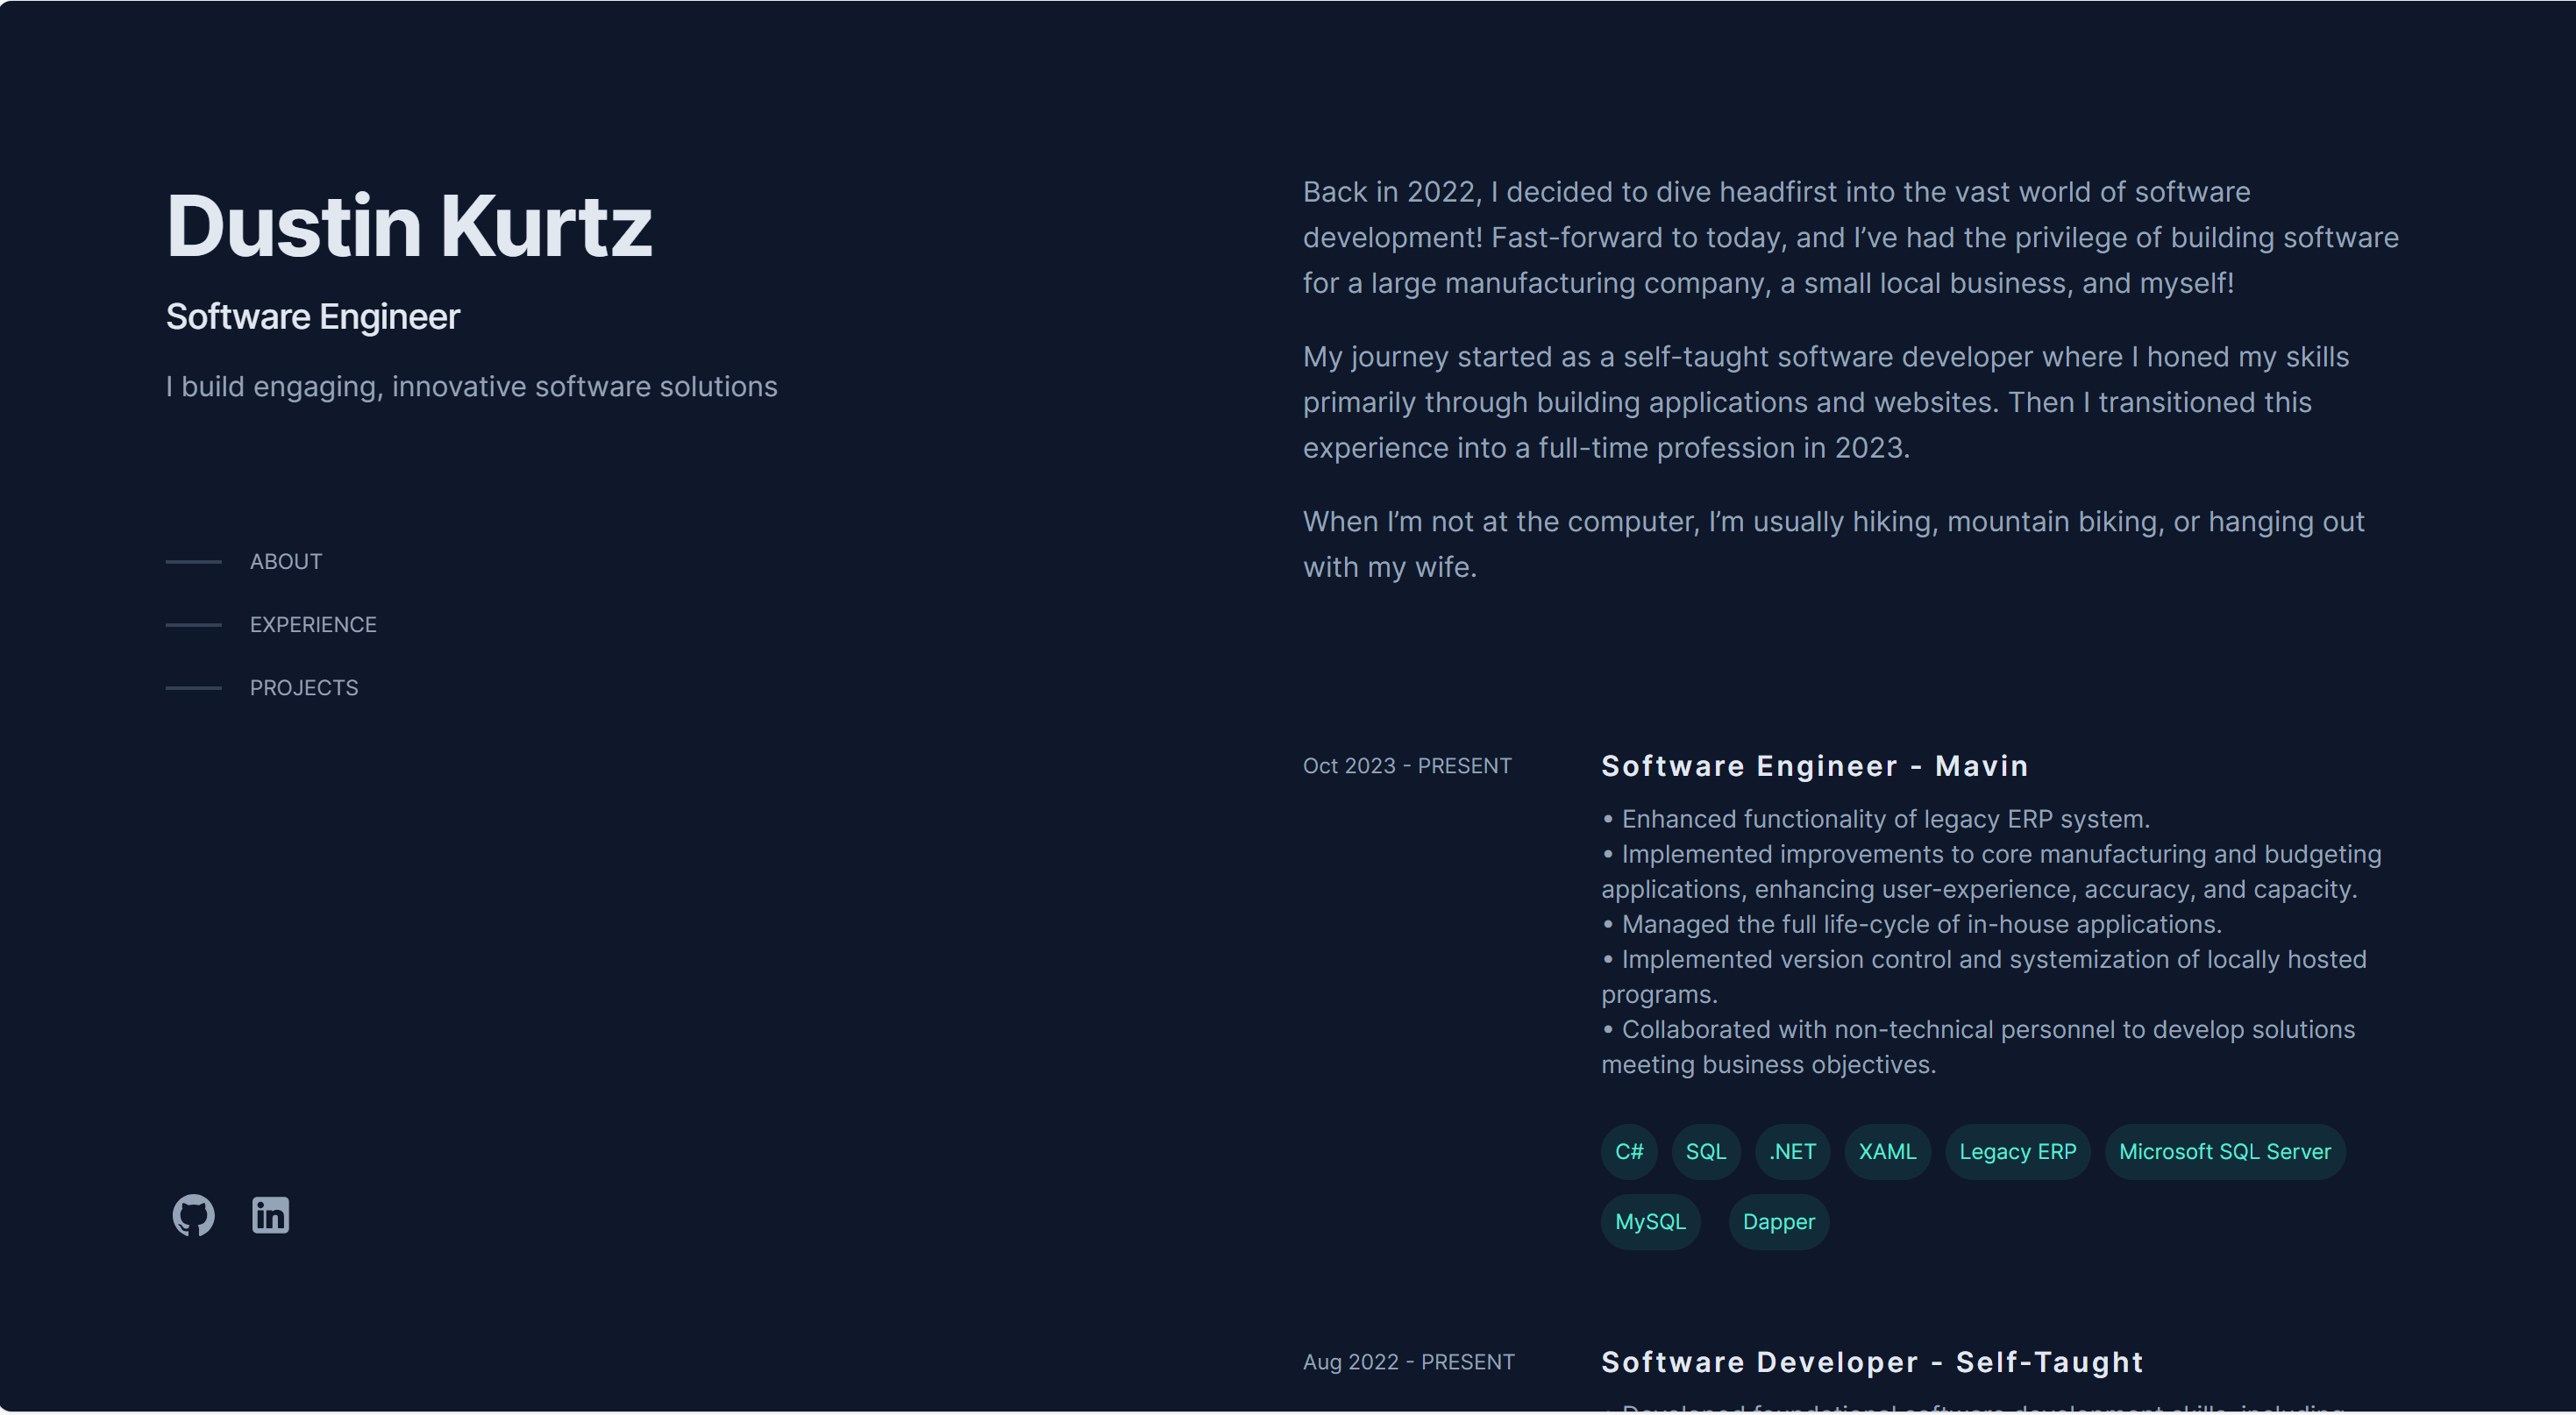 Dustin Kurtz
Software Engineer
I build engaging, innovative software solutions
ABOUT
EXPERIENCE
PROJECTS
in
Back in 2022, I decided to dive headfirst into the vast world of software
development! Fast-forward to today, and I’ve had the privilege of building software
for a large manufacturing company, a small local business, and myself!
My journey started as a self-taught software developer where I honed my skills
primarily through building applications and websites. Then I transitioned this
experience into a full-time profession in 2023.
When I’m not at the computer, I’m usually hiking, mountain biking, or hanging out
with my wife.
Oct 2023 - PRESENT
Software Engineer - Mavin
• Enhanced functionality of legacy ERP system.
• Implemented improvements to core manufacturing and budgeting
applications, enhancing user-experience, accuracy, and capacity.
• Managed the full life-cycle of in-house applications.
• Implemented version control and systemization of locally hosted
programs.
• Collaborated with non-technical personnel to develop solutions
meeting business objectives.
C# SQL .NET XAML Legacy ERP Microsoft SQL Server
MySQL Dapper
Aug 2022 - PRESENT
Software Developer - Self-Taught
• Developed foundational software development skills, including